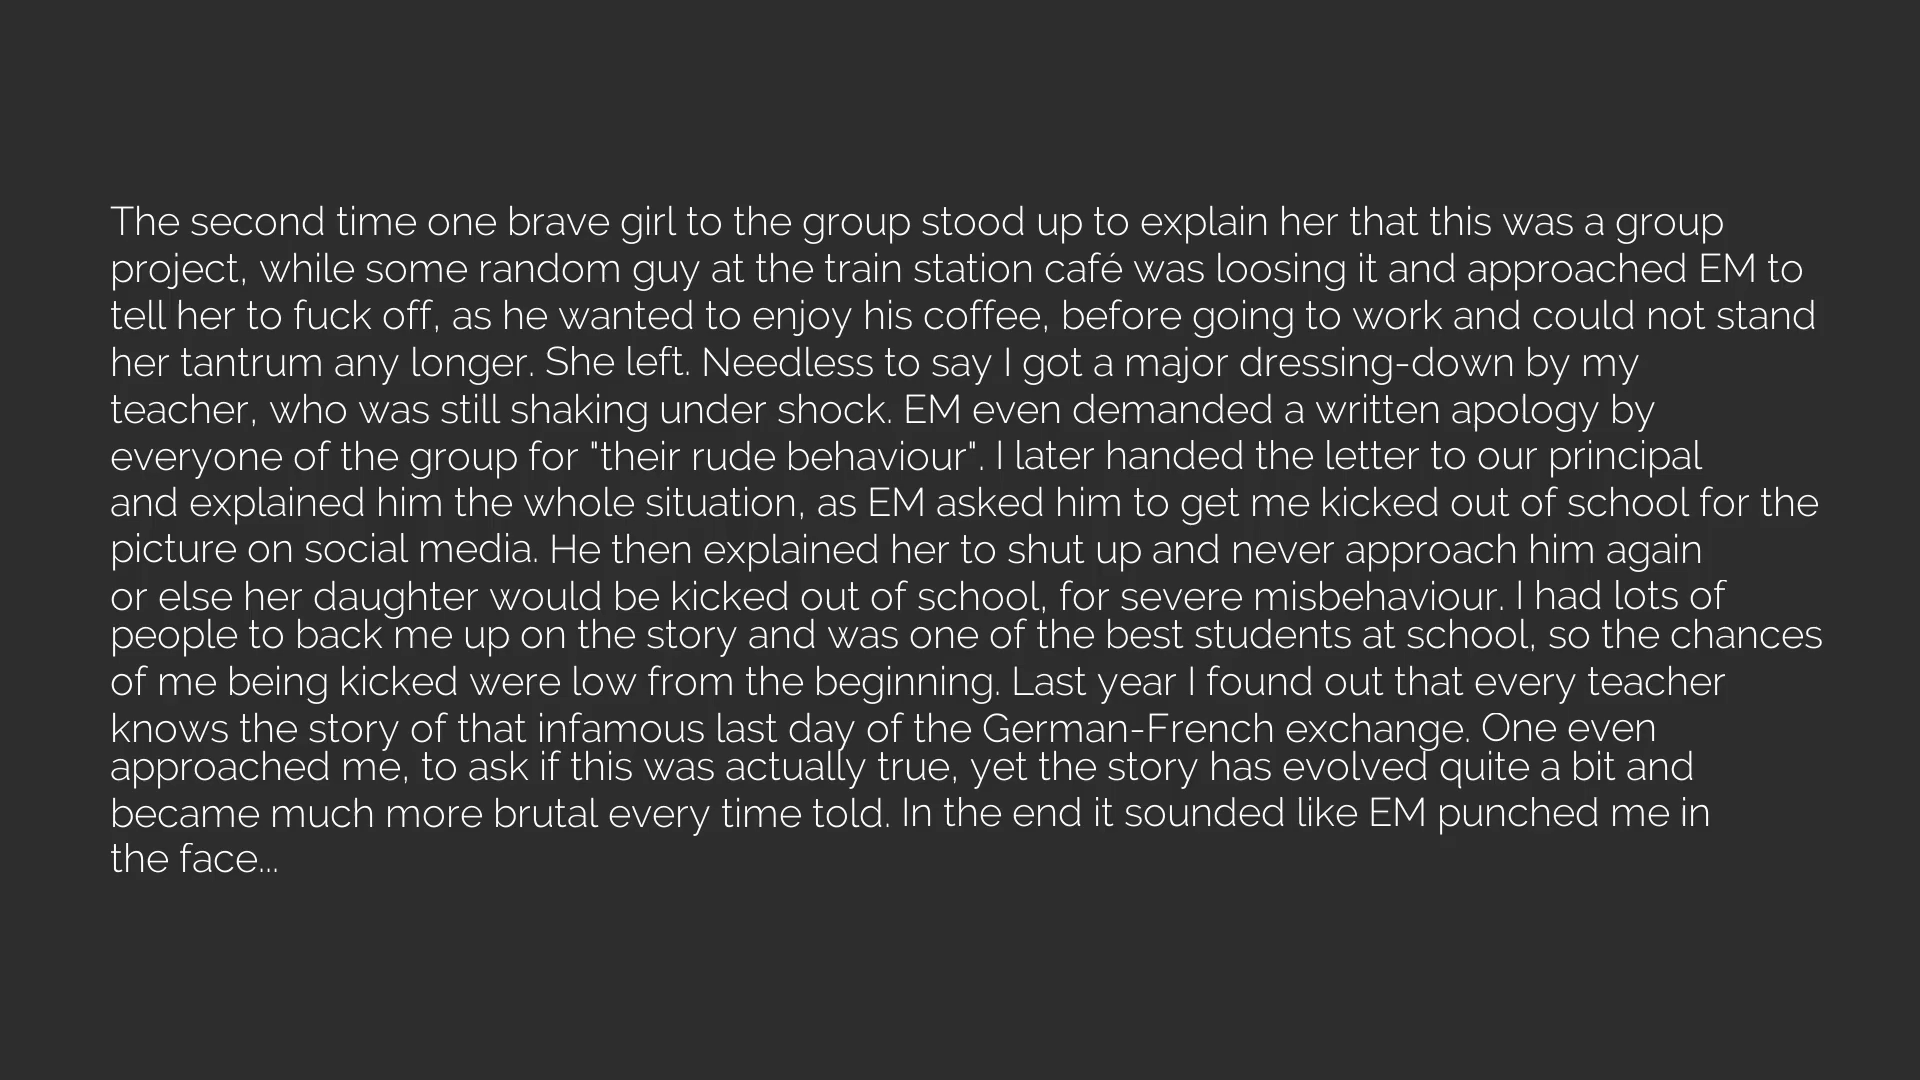 The second time one brave girl to the group stood up to explain her that this was a group
project, while some random guy at the train station café was loosing it and approached EM to
tell her to fuck off, as he wanted to enjoy his coffee, before going to work and could not stand
her tantrum any longer. She left. Needless to say I got a major dressing-down by my
teacher, who was still shaking under shock. EM even demanded a written apology by
everyone of the group for "their rude behaviour". I later handed the letter to our principal
and explained him the whole situation, as EM asked him to get me kicked out of school for the
picture on social media. He then explained her to shut up and never approach him again
or else her daughter would be kicked out of school, for severe misbehaviour. I had lots of
people to back me up on the story and was one of the best students at school, so the chances
of me being kicked were low from the beginning. Last year I found out that every teacher
knows the story of that infamous last day of the German-French exchange. One even
approached me, to ask if this was actually true, yet the story has evolved quite a bit and
became much more brutal every time told. In the end it sounded like EM punched me in
the face...